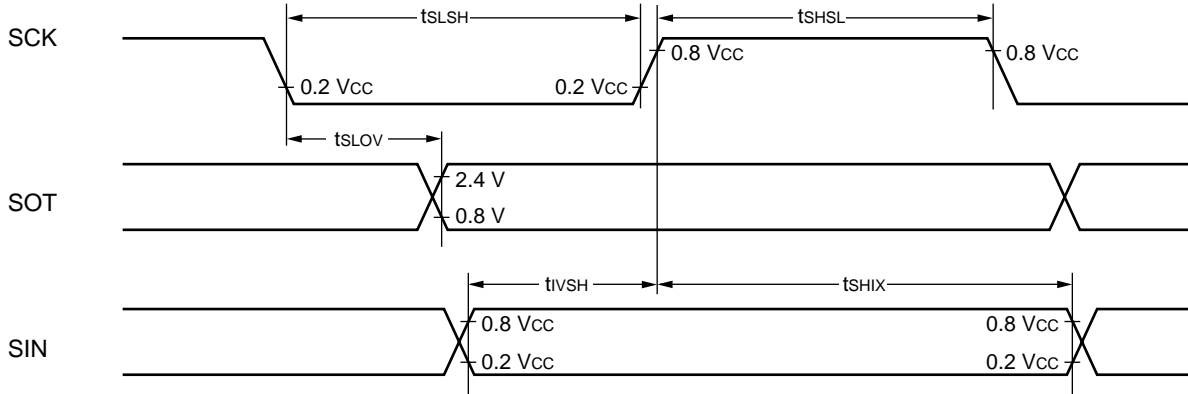 tSLSH
tSHSL
SCK
0.8 VCC
0.8 VCC
0.2 VCC
0.2 VCC
tSLOV
2.4 V
SOT
0.8 V
tIVSH
tSHIX
0.8 VCC
0.8 VCC
SIN
0.2 VCC
0.2 VCC